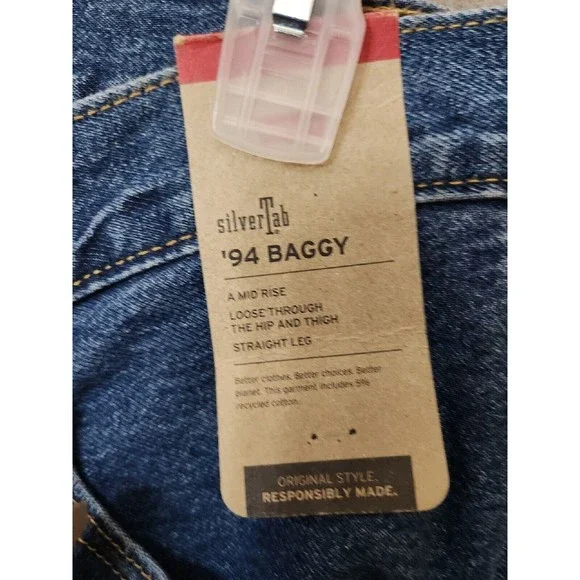 silverTab
'94 BAGGY
A MID RISE
LOOSE THROUGH
THE HIP AND THIGH
STRAIGHT LEG
Better clothes. Better choices. Better
planet. This garment includes 5%
recycled cotton.
ORIGINAL STYLE.
RESPONSIBLY MADE.